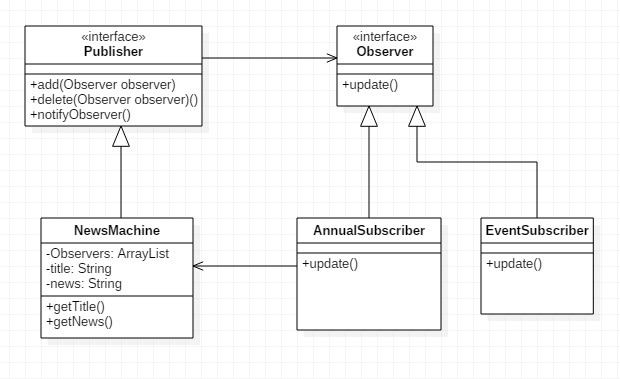 «interface»
Publisher
+add(Observer observer)
+delete(Observer observer)()
+notifyObserver()
«interface»
Observer
+update()
NewsMachine
-Observers: ArrayList
-title: String
-news: String
+getTitle()
+getNews()
AnnualSubscriber
+update()
EventSubscriber
+update()